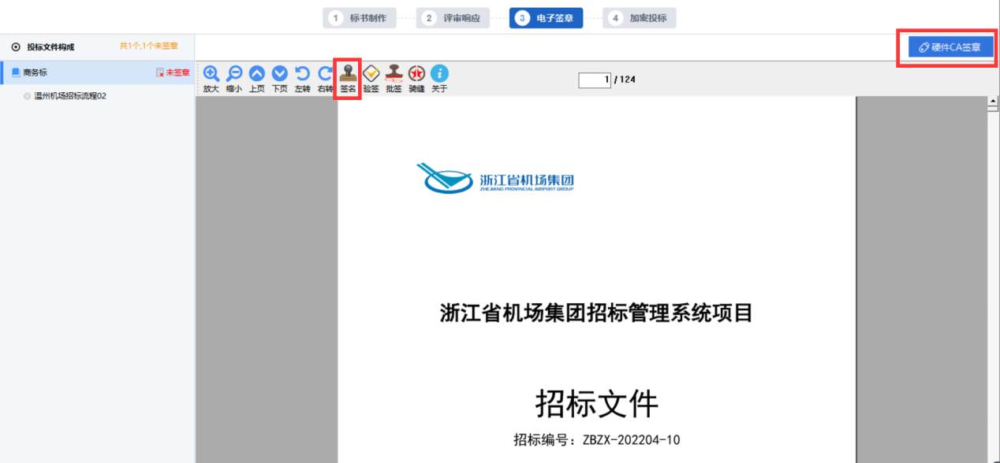 1 标书制作 2 评审响应 3 电子签章 4 加密投标
投标文件构成 共1个,1个未签章
硬件CA签章
商务标 未签章
温州机场招标流程02
放大 缩小 上页 下页 左转 右转 签名 验签 批签 骑缝 关于
1 / 124
浙江省机场集团
ZHEJIANG PROVINCIAL AIRPORT GROUP
浙江省机场集团招标管理系统项目
招标文件
招标编号：ZBZX-202204-10